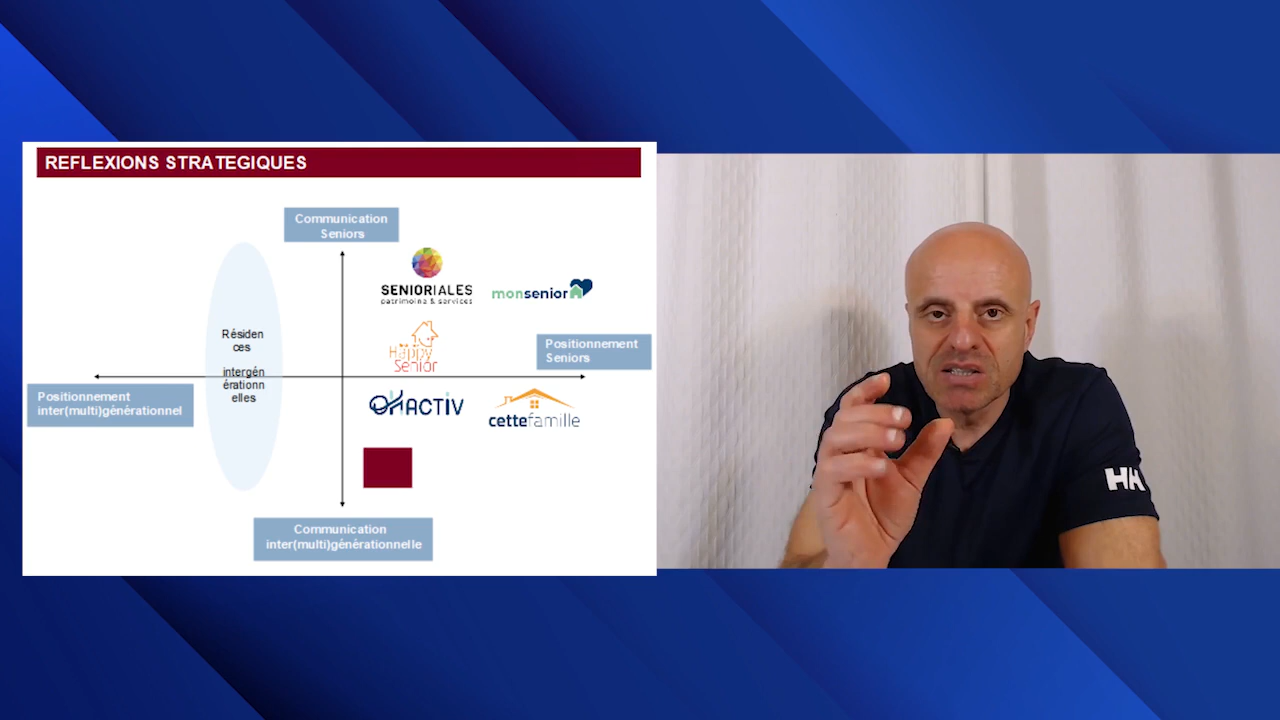 REFLEXIONS STRATEGIQUES
Communication
Seniors
SENIORIALES
patrimoine & services
monsenior
Happy
Senior
Positionnement
Seniors
Résiden
ces
intergén
érationn
elles
Positionnement
inter(multi)générationnel
OHACTIV
cettefamille
Communication
inter(multi)générationnelle
HH